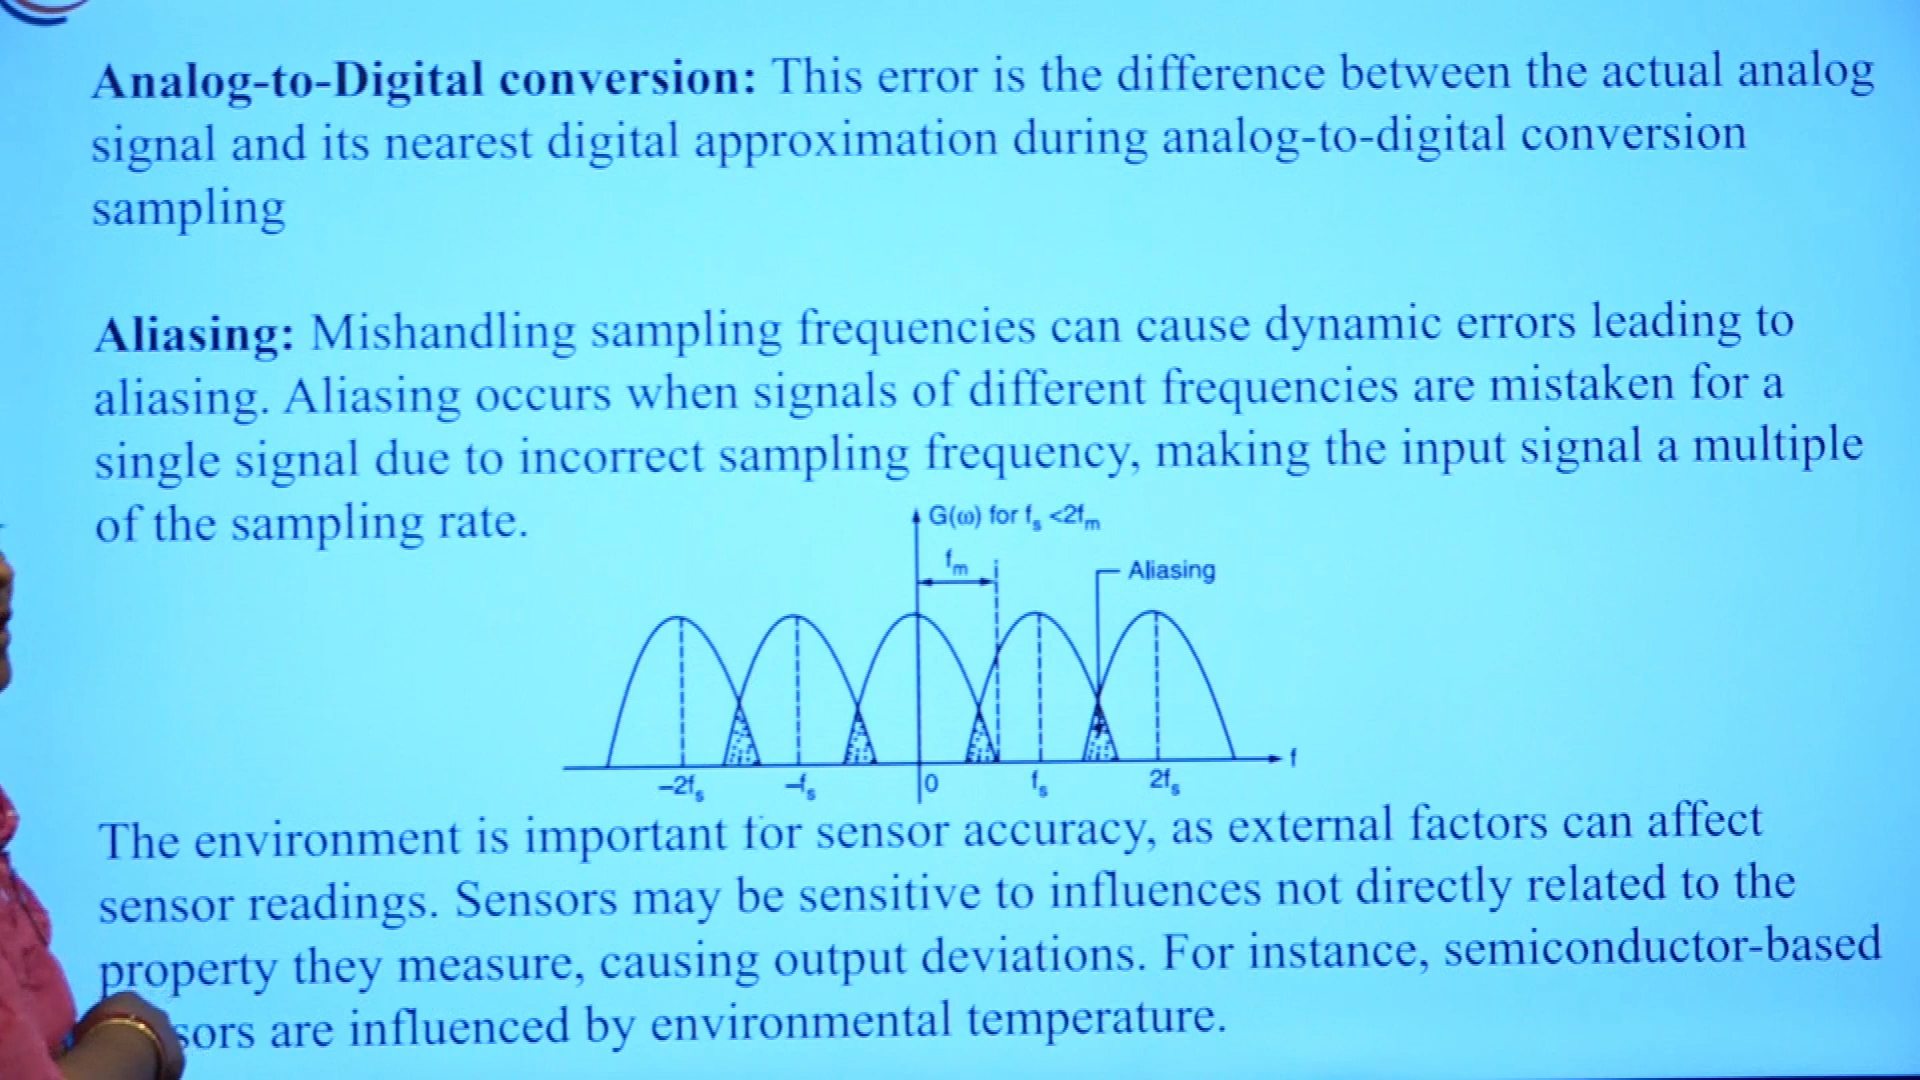 Analog-to-Digital conversion: This error is the difference between the actual analog
signal and its nearest digital approximation during analog-to-digital conversion
sampling
Aliasing: Mishandling sampling frequencies can cause dynamic errors leading to
aliasing. Aliasing occurs when signals of different frequencies are mistaken for a
single signal due to incorrect sampling frequency, making the input signal a multiple
of the sampling rate.
G(ω) for fs <2fm
fm
Aliasing
f
–2fs –fs 0 fs 2fs
The environment is important for sensor accuracy, as external factors can affect
sensor readings. Sensors may be sensitive to influences not directly related to the
property they measure, causing output deviations. For instance, semiconductor-based
sors are influenced by environmental temperature.